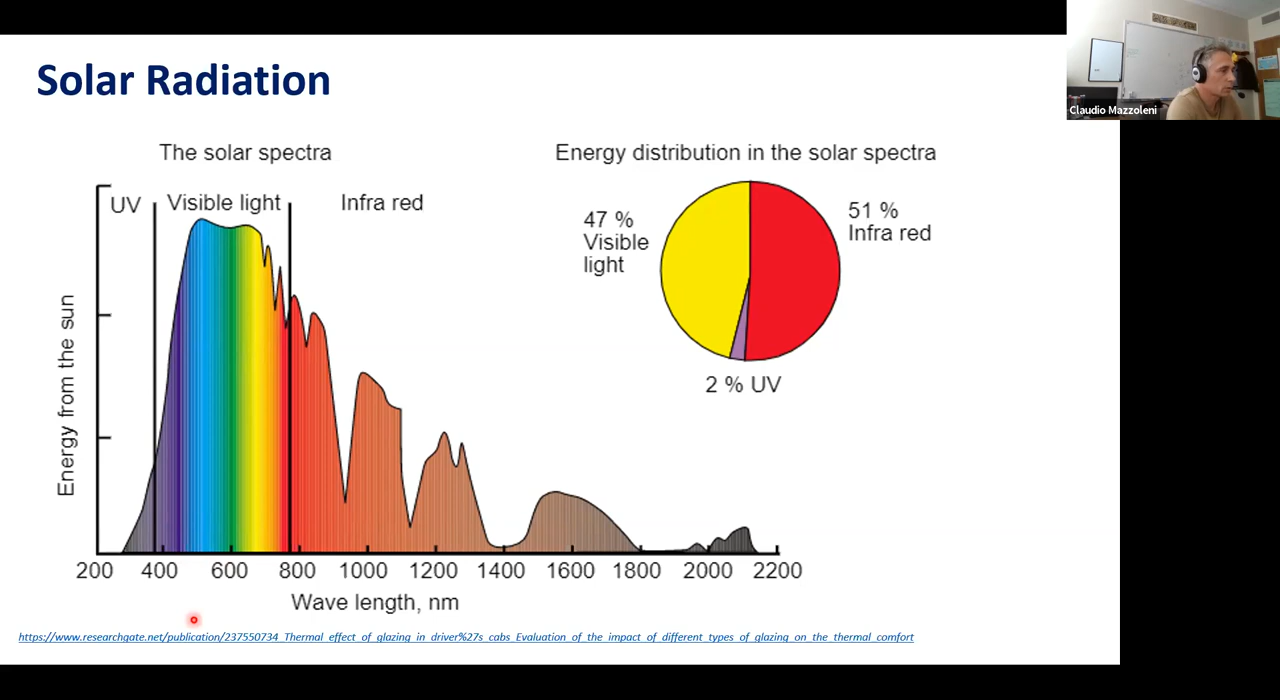 Solar Radiation
Claudio Mazzoleni
The solar spectra
UV
Visible light
Infra red
Energy from the sun
200 400 600 800 1000 1200 1400 1600 1800 2000 2200
Wave length, nm
Energy distribution in the solar spectra
47 %
Visible
light
51 %
Infra red
2 % UV
https://www.researchgate.net/publication/237550734_Thermal_effect_of_glazing_in_driver%27s_cabs_Evaluation_of_the_impact_of_different_types_of_glazing_on_the_thermal_comfort